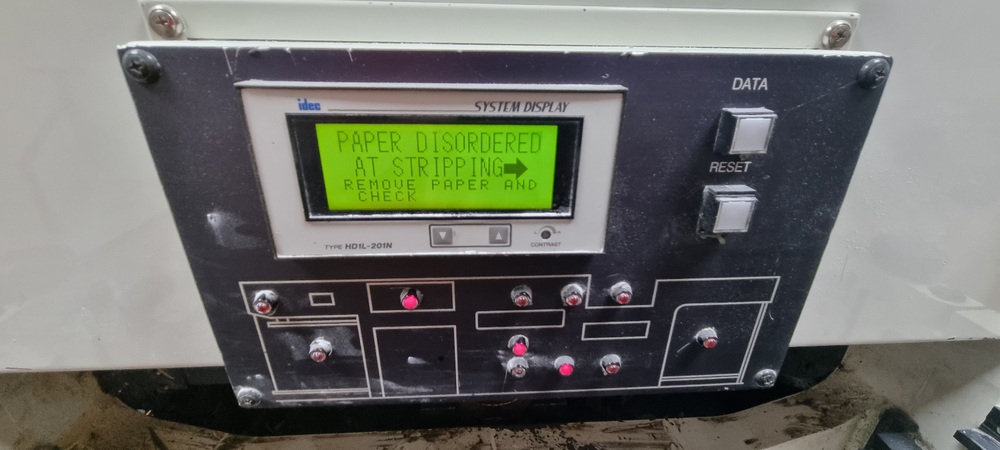 idec SYSTEM DISPLAY
PAPER DISORDERED
AT STRIPPING➡
REMOVE PAPER AND
CHECK
TYPE HD1L-201N
▼ ▲
CONTRAST
DATA
RESET